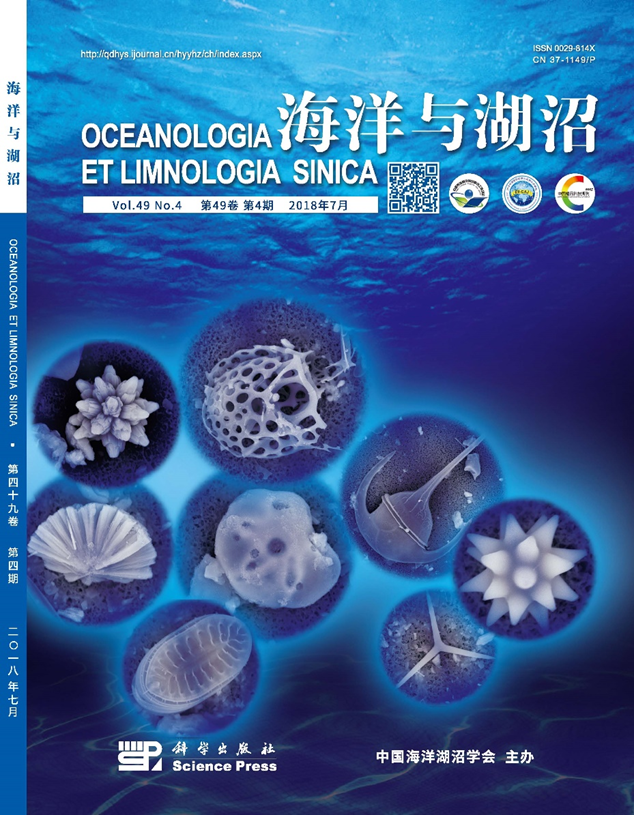 http://qdhys.ijournal.cn/hyyhz/ch/index.aspx
ISSN 0029-814X
CN 37-1149/P
OCEANOLOGIA
海洋与湖沼
ET LIMNOLOGIA SINICA
Vol.49 No.4 第49卷 第4期 2018年7月
海洋与湖沼
OCEANOLOGIA ET LIMNOLOGIA SINICA • 第四十九卷 第四期 二〇一八年七月
科学出版社
Science Press
中国海洋湖沼学会 主办